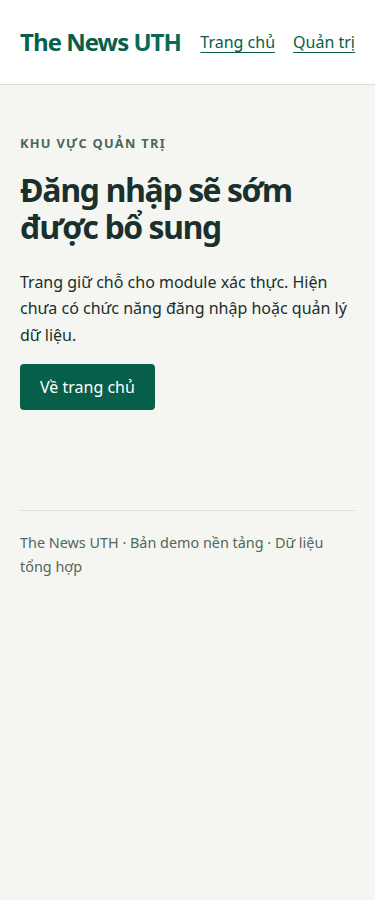 The News UTH Trang chủ Quản trị
KHU VỰC QUẢN TRỊ
Đăng nhập sẽ sớm
được bổ sung
Trang giữ chỗ cho module xác thực. Hiện
chưa có chức năng đăng nhập hoặc quản lý
dữ liệu.
Về trang chủ
The News UTH · Bản demo nền tảng · Dữ liệu
tổng hợp